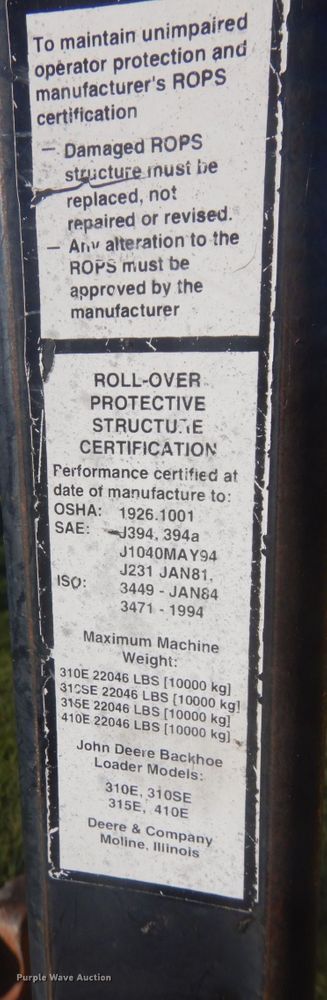 To maintain unimpaired
operator protection and
manufacturer's ROPS
certification
— Damaged ROPS
structure must be
replaced, not
repaired or revised.
— Any alteration to the
ROPS must be
approved by the
manufacturer
ROLL-OVER
PROTECTIVE
STRUCTURE
CERTIFICATION
Performance certified at
date of manufacture to:
OSHA: 1926.1001
SAE: J394, 394a
J1040MAY94
J231 JAN81,
ISO: 3449 - JAN84
3471 - 1994
Maximum Machine
Weight:
310E 22046 LBS [10000 kg]
310SE 22046 LBS [10000 kg]
315E 22046 LBS [10000 kg]
410E 22046 LBS [10000 kg]
John Deere Backhoe
Loader Models:
310E, 310SE
315E, 410E
Deere & Company
Moline, Illinois
Purple Wave Auction